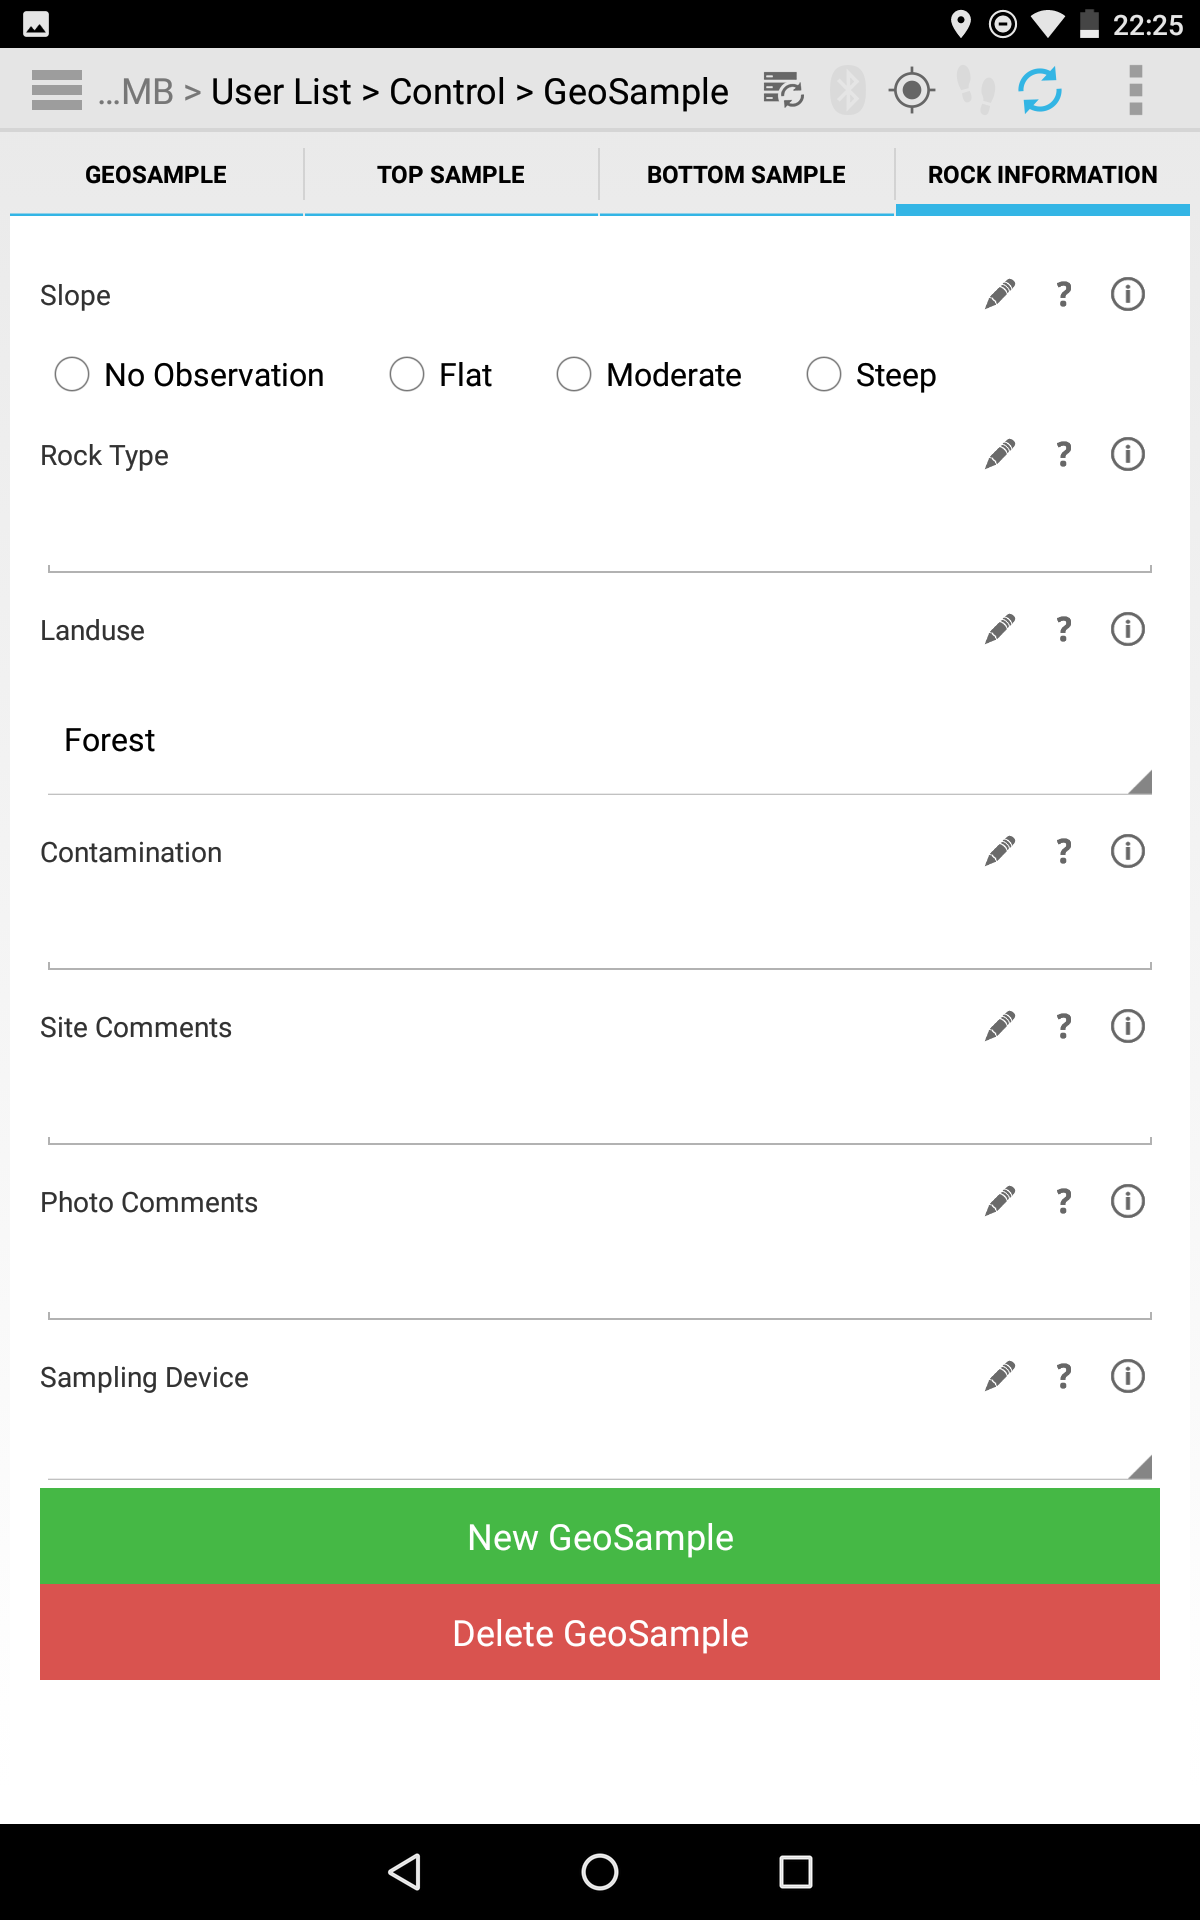 22:25
...MB > User List > Control > GeoSample
GEOSAMPLE TOP SAMPLE BOTTOM SAMPLE ROCK INFORMATION
Slope ?
No Observation Flat Moderate Steep
Rock Type ?
Landuse ?
Forest
Contamination ?
Site Comments ?
Photo Comments ?
Sampling Device ?
New GeoSample
Delete GeoSample